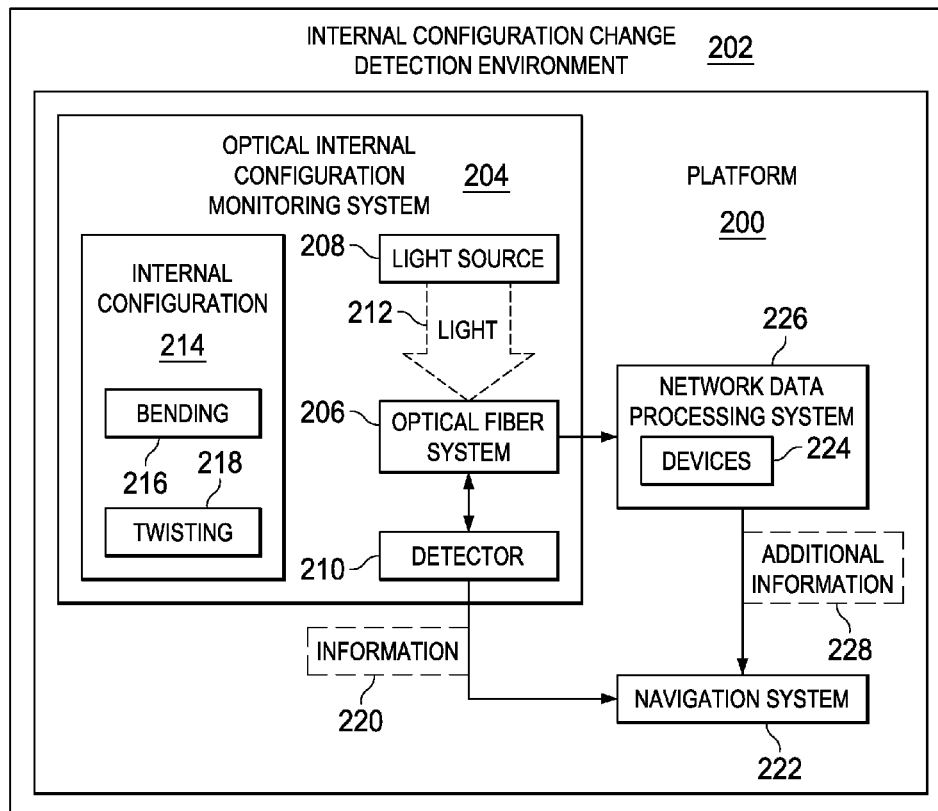 INTERNAL CONFIGURATION CHANGE
DETECTION ENVIRONMENT
202
OPTICAL INTERNAL
CONFIGURATION
MONITORING SYSTEM
204
PLATFORM
200
INTERNAL
CONFIGURATION
214
BENDING
216
218
TWISTING
208
LIGHT SOURCE
212
LIGHT
206
OPTICAL FIBER
SYSTEM
210
DETECTOR
226
NETWORK DATA
PROCESSING SYSTEM
DEVICES
224
ADDITIONAL
INFORMATION
228
INFORMATION
220
NAVIGATION SYSTEM
222